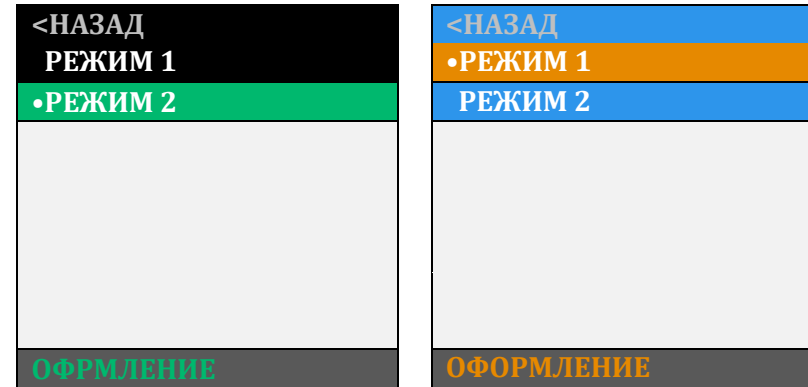 <НАЗАД
РЕЖИМ 1
•РЕЖИМ 2
ОФРМЛЕНИЕ
<НАЗАД
•РЕЖИМ 1
РЕЖИМ 2
ОФОРМЛЕНИЕ